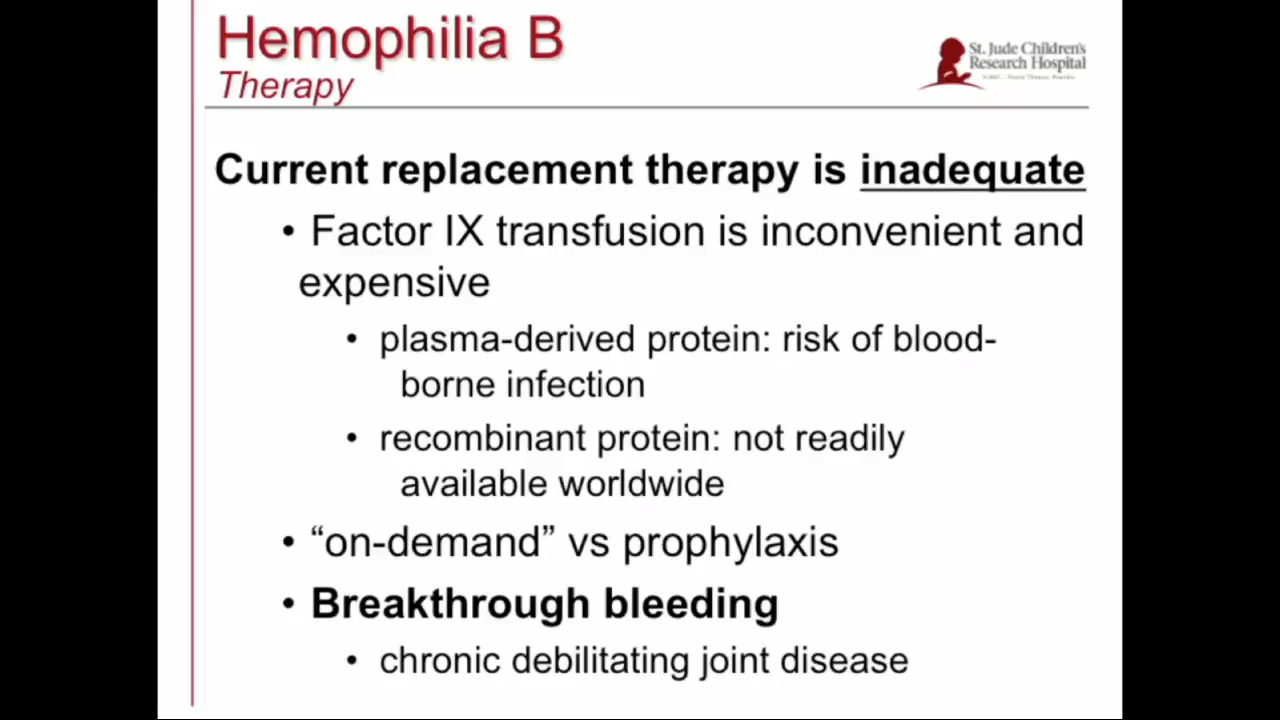 Hemophilia B
Therapy
St. Jude Children's
Research Hospital
Current replacement therapy is inadequate
• Factor IX transfusion is inconvenient and
expensive
• plasma-derived protein: risk of blood-
borne infection
• recombinant protein: not readily
available worldwide
• “on-demand” vs prophylaxis
• Breakthrough bleeding
• chronic debilitating joint disease